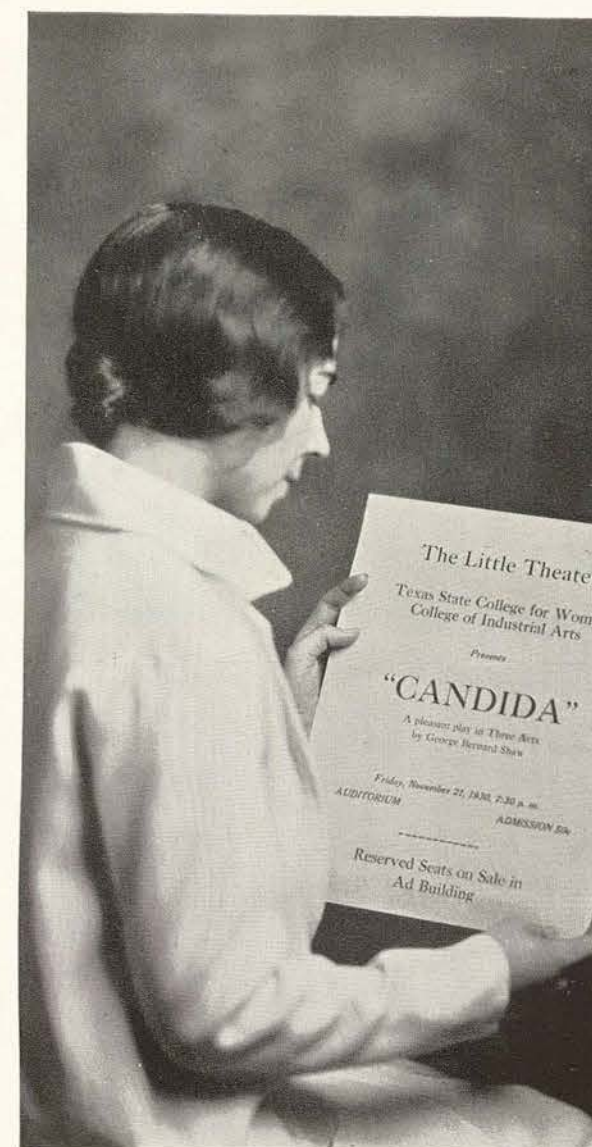 The Little Theate
Texas State College for Wom
College of Industrial Arts
Presents
“CANDIDA”
A pleasant play in Three Acts
by George Bernard Shaw
Friday, November 21, 1930, 7:30 p. m.
AUDITORIUM ADMISSION 50c
Reserved Seats on Sale in
Ad Building